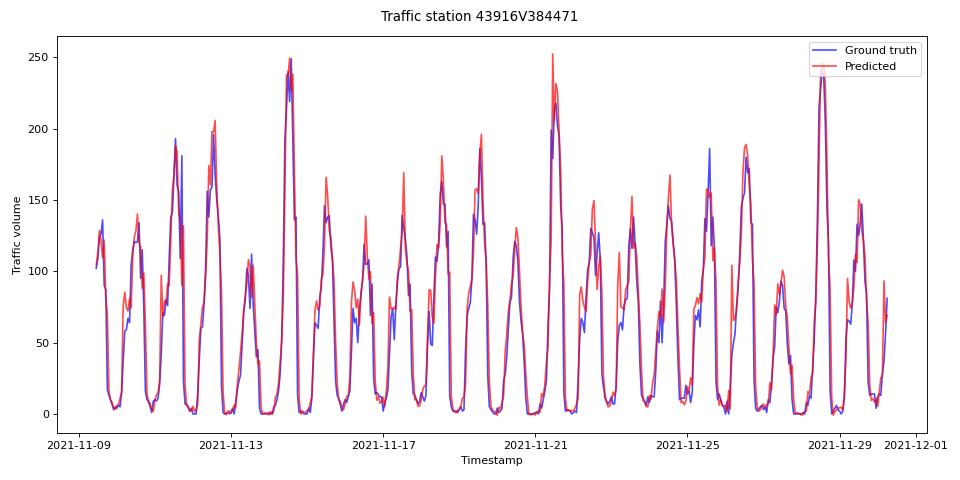 Traffic station 43916V384471
Ground truth
Predicted
Traffic volume
250
200
150
100
50
0
2021-11-09
2021-11-13
2021-11-17
2021-11-21
2021-11-25
2021-11-29
2021-12-01
Timestamp